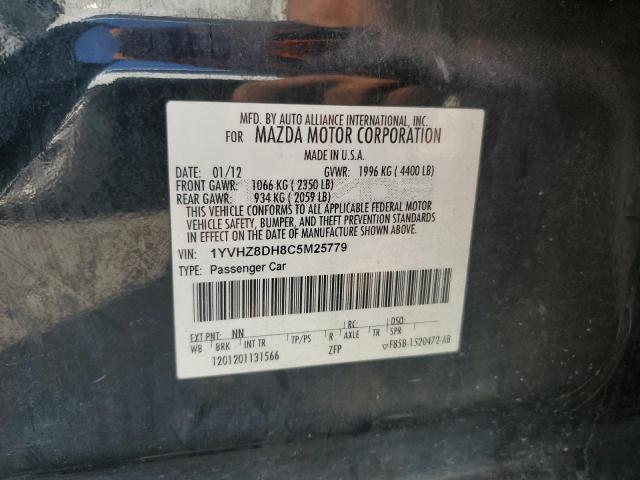 MFD. BY AUTO ALLIANCE INTERNATIONAL, INC.
FOR MAZDA MOTOR CORPORATION
MADE IN U.S.A.
DATE: 01/12 GVWR: 1996 KG ( 4400 LB)
FRONT GAWR: 1066 KG ( 2350 LB)
REAR GAWR: 934 KG ( 2059 LB)
THIS VEHICLE CONFORMS TO ALL APPLICABLE FEDERAL MOTOR
VEHICLE SAFETY, BUMPER, AND THEFT PREVENTION STANDARDS
IN EFFECT ON THE DATE OF MANUFACTURE SHOWN ABOVE.
VIN: 1YVHZ8DH8C5M25779
TYPE: Passenger Car
EXT PNT: NN RC: DSO:
WB BRK INT TR TP/PS R AXLE TR SPR
1201201131566 ZFP F85B-1520472-AB